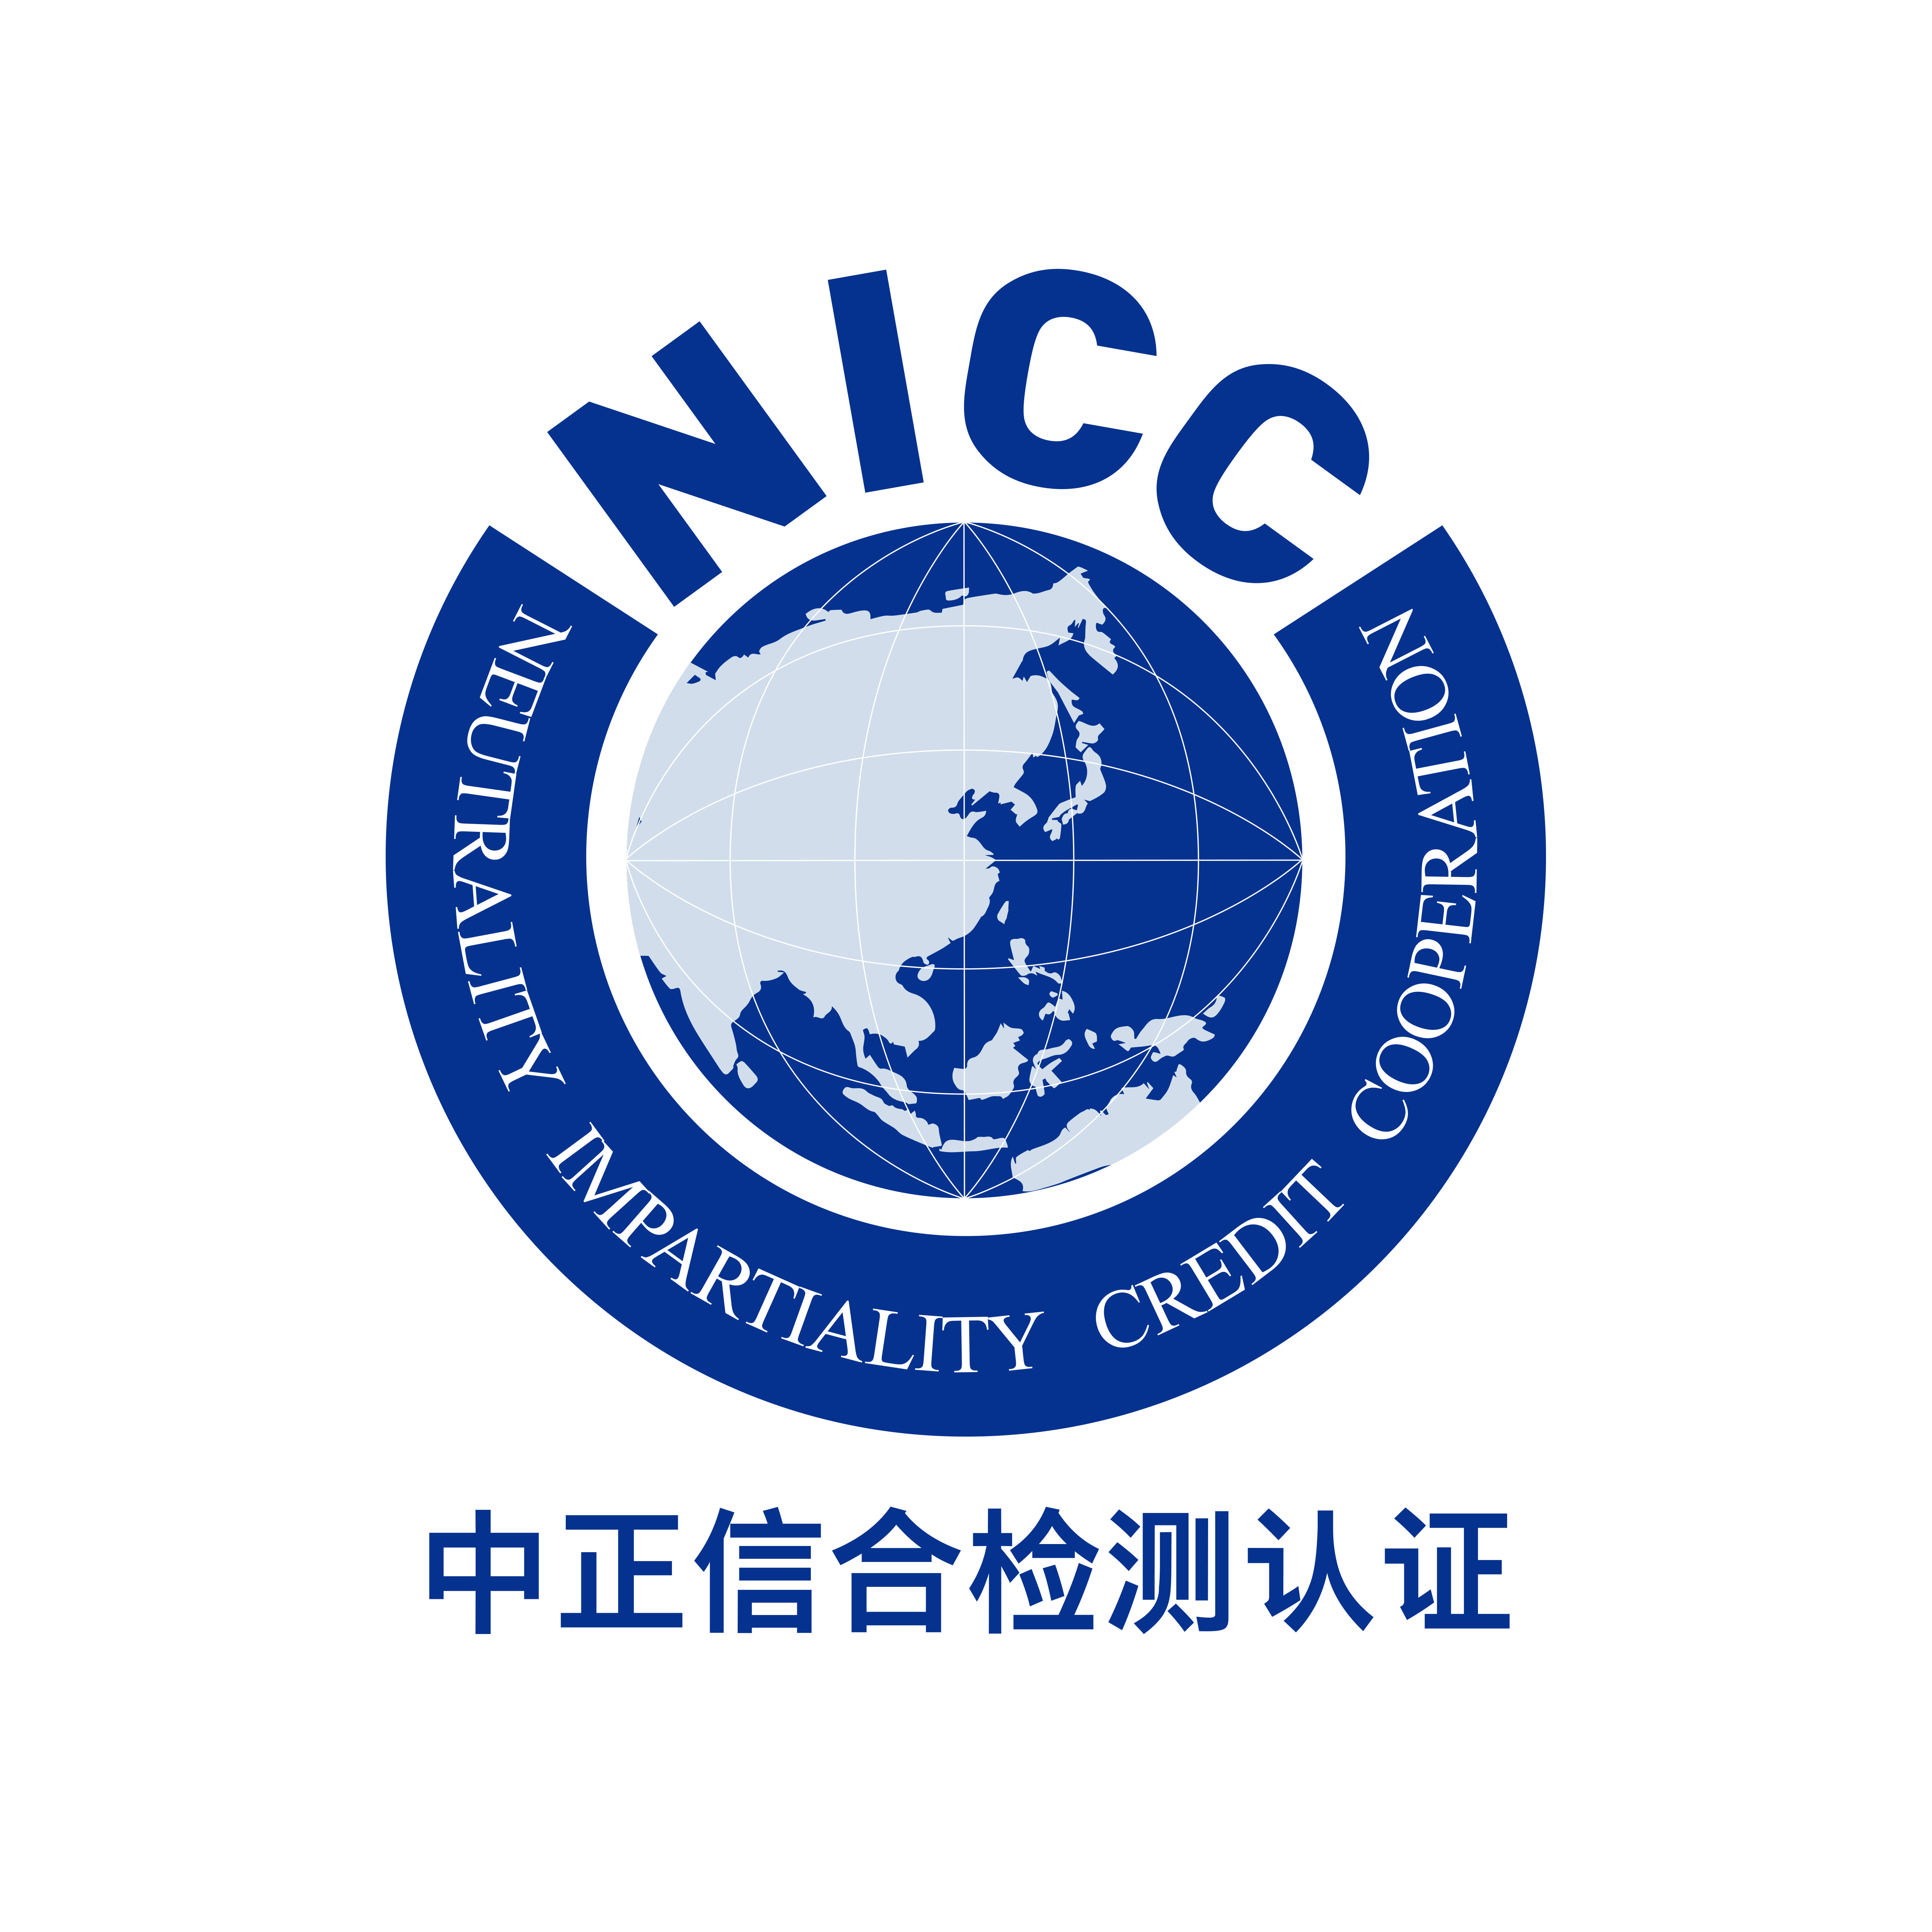 NICC
NEUTRALITY IMPARTIALITY CREDIT COOPERATION
中正信合检测认证